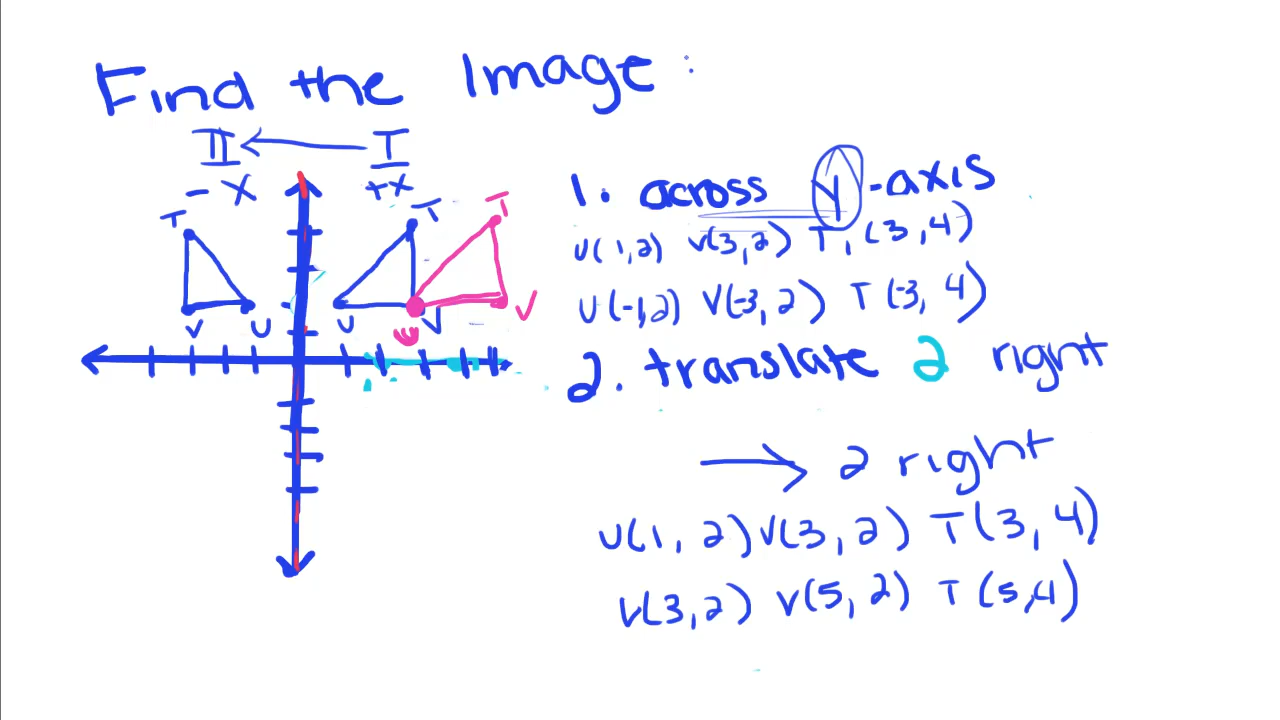 Find the Image:
II ← I
-X +X
T T T
V U U V V
U
1. across Y-axis
U(1,2) V(3,2) T,(3,4)
U(-1,2) V(-3,2) T(-3,4)
2. translate 2 right
→ 2 right
U(1,2) V(3,2) T(3,4)
V(3,2) V(5,2) T(5,4)